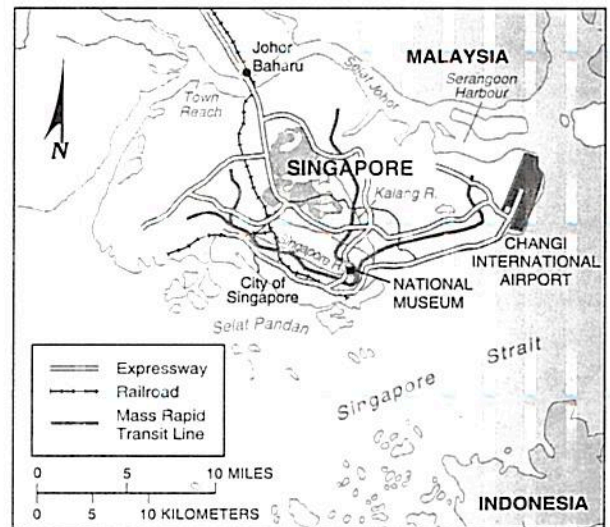 MALAYSIA
Johor
Baharu
Selat Johor
Serangoon
Harbour
Town
Reach
N
SINGAPORE
Kalang R.
CHANGI
INTERNATIONAL
AIRPORT
Singapore R.
City of
Singapore
NATIONAL
MUSEUM
Selat Pandan
Singapore Strait
Expressway
Railroad
Mass Rapid
Transit Line
0 5 10 MILES
0 5 10 KILOMETERS
INDONESIA